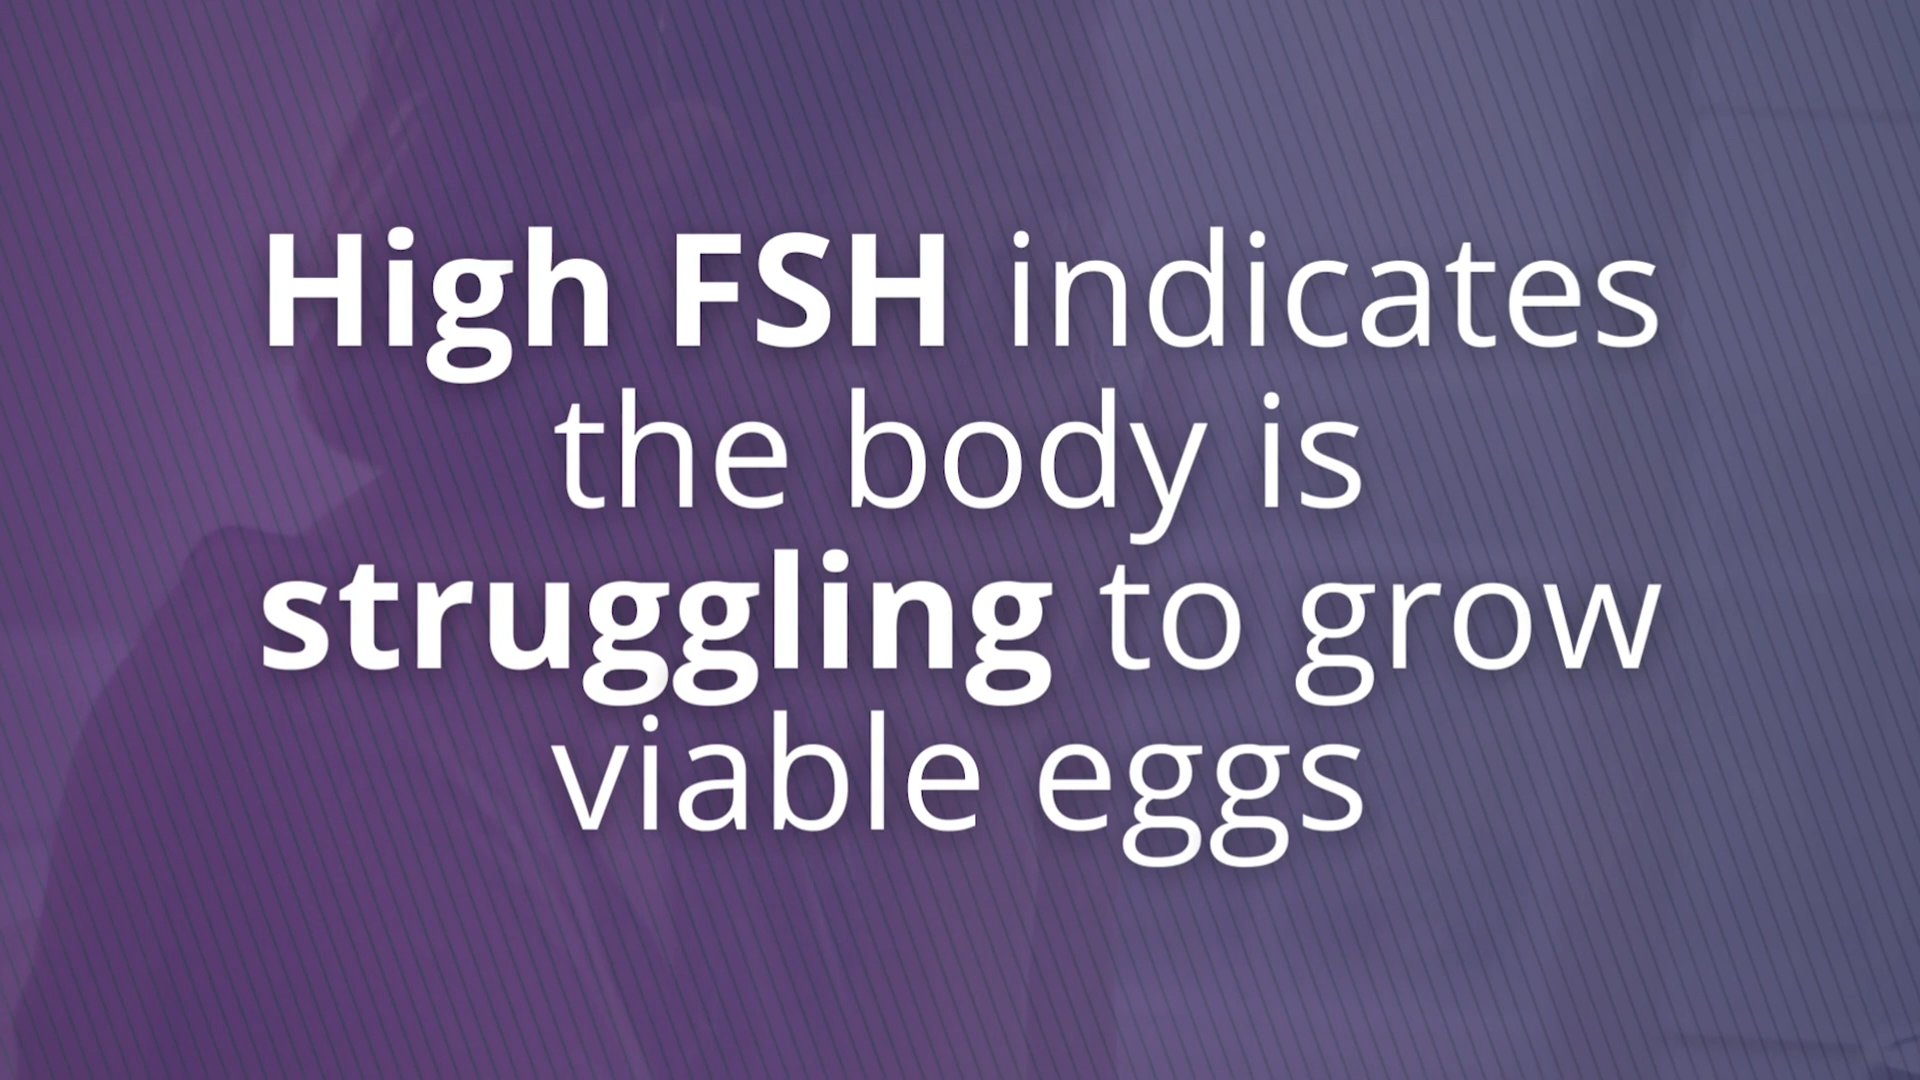 High FSH indicates
the body is
struggling to grow
viable eggs